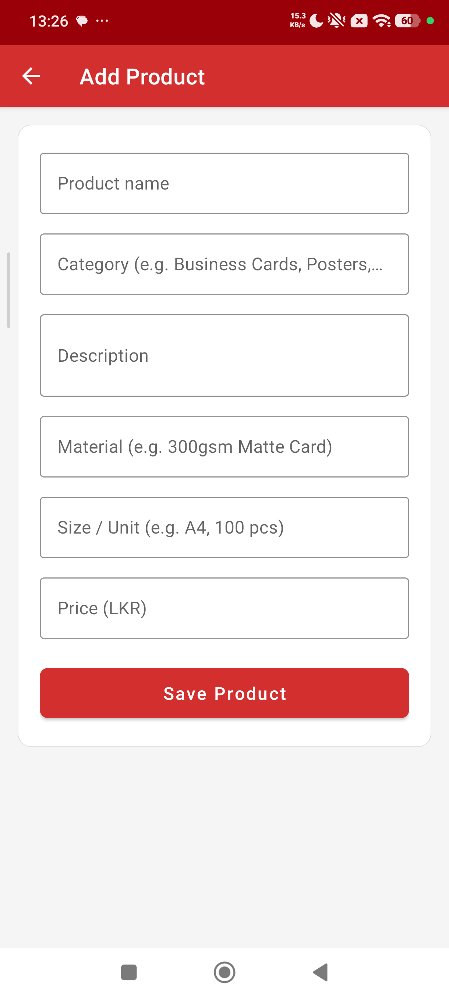 13:26
15.3
KB/s
60
Add Product
Product name
Category (e.g. Business Cards, Posters,...
Description
Material (e.g. 300gsm Matte Card)
Size / Unit (e.g. A4, 100 pcs)
Price (LKR)
Save Product